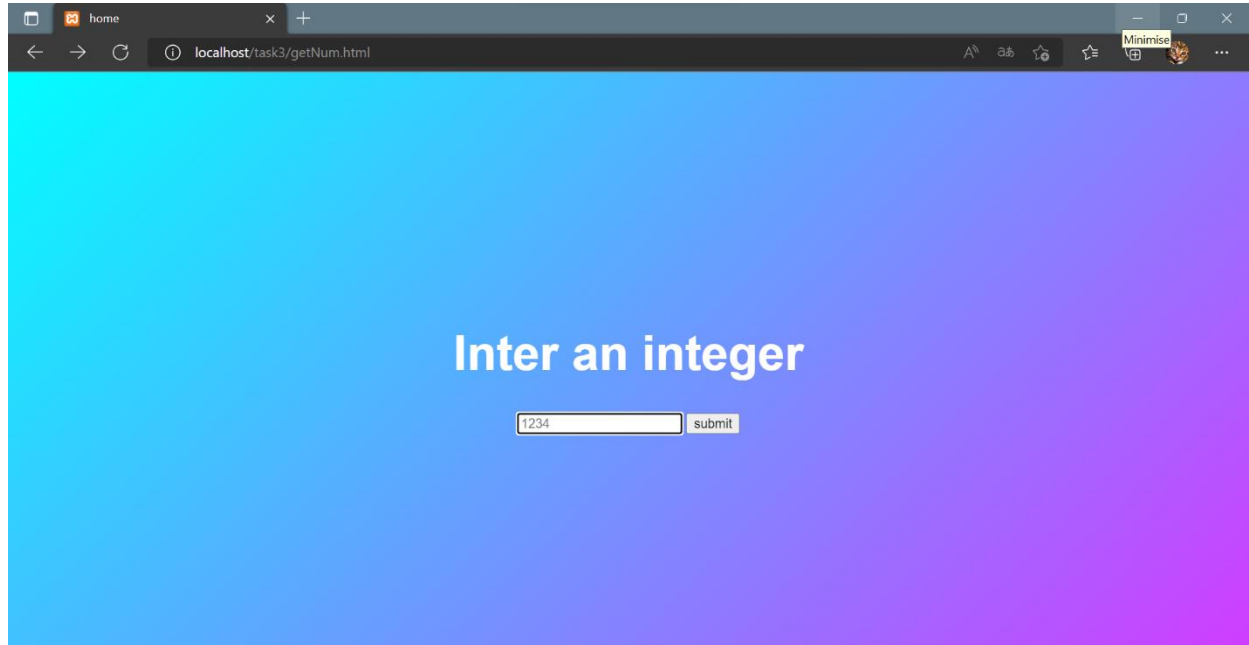 home
Minimise
localhost/task3/getNum.html
Inter an integer
1234
submit